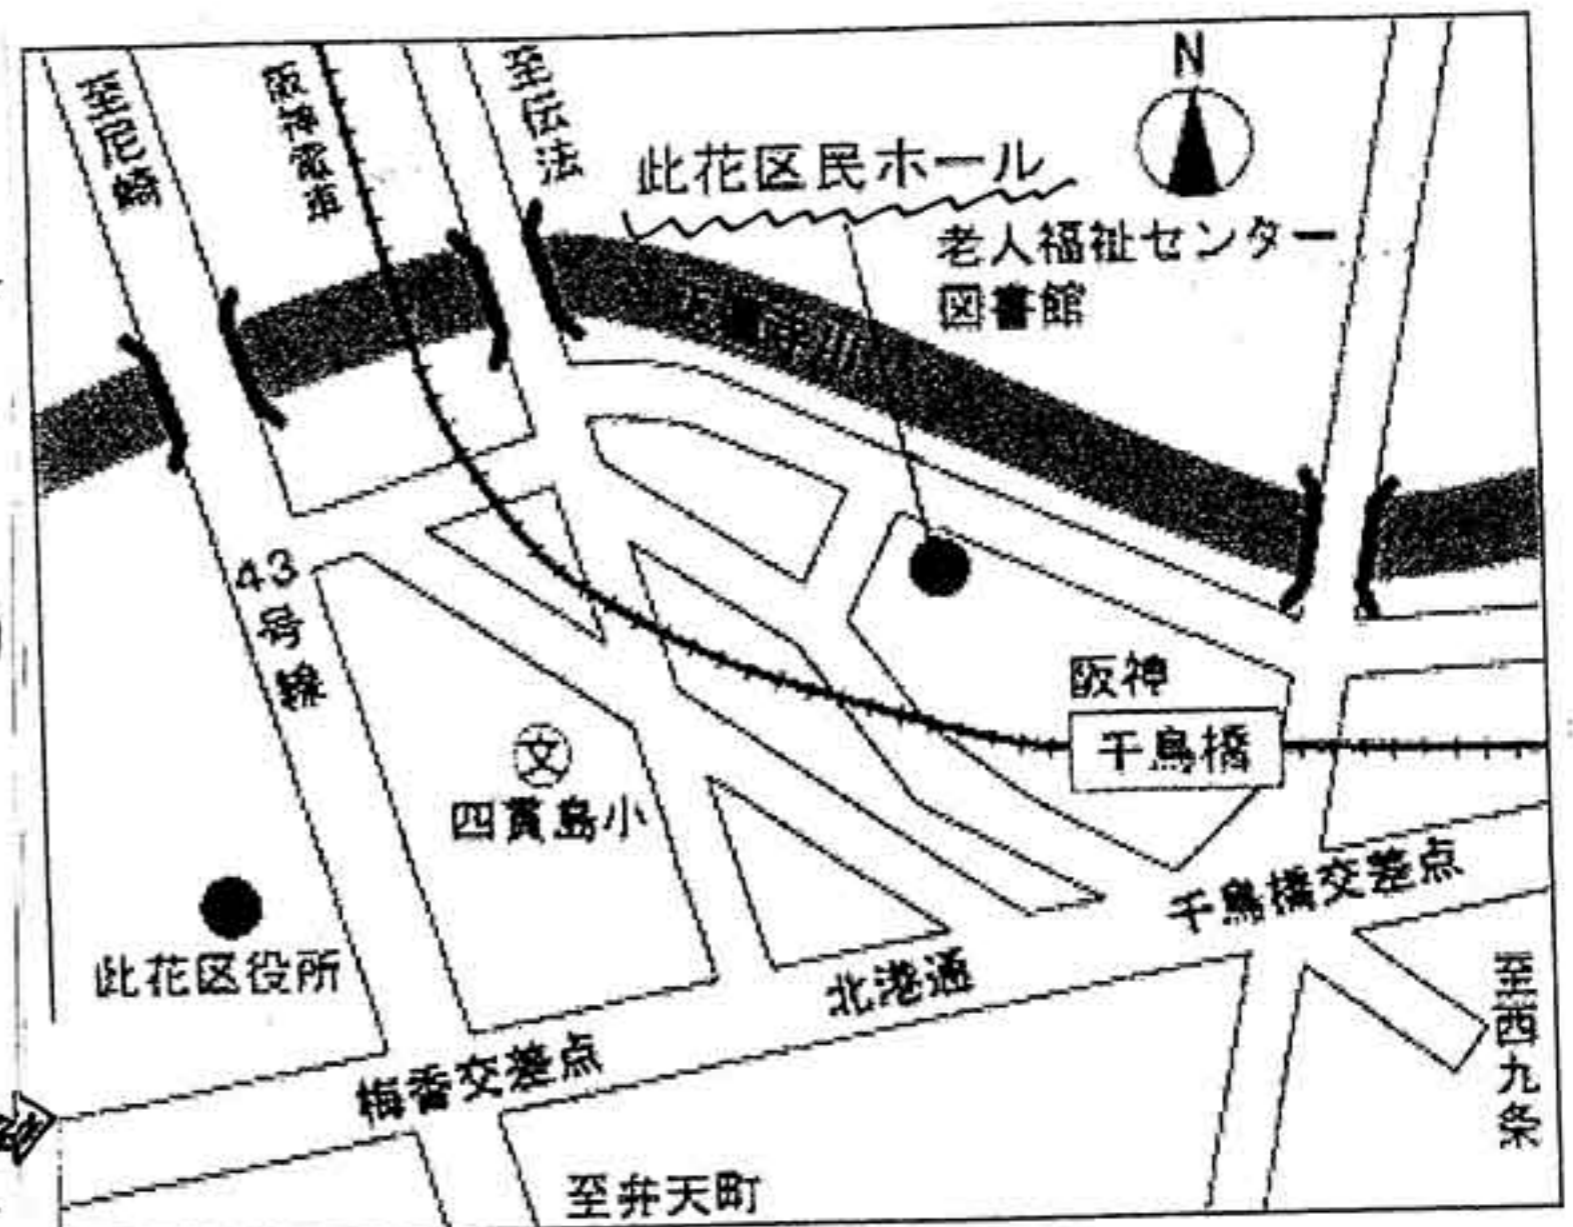 至尼崎
阪神電車
至伝法
N
此花区民ホール
老人福祉センター
図書館
43号線
阪神
千鳥橋
文
四貫島小
千鳥橋交差点
此花区役所
北港通
至西九条
梅香交差点
至弁天町